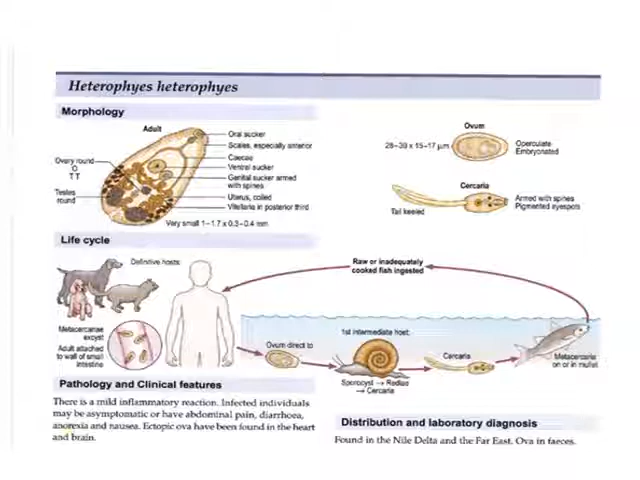 Heterophyes heterophyes
Morphology
Adult
Oral sucker
Scales, especially anterior
Caecae
Ventral sucker
Genital sucker armed
with spines
Uterus, coiled
Vitellaria in posterior third
Ovary round
O
T T
Testes
round
Very small 1–1.7 x 0.3–0.4 mm
Ovum
28–30 x 15–17 µm
Operculate
Embryonated
Cercaria
Tail keeled
Armed with spines
Pigmented eyespots
Life cycle
Definitive hosts:
Raw or inadequately
cooked fish ingested
Metacercariae
excyst
Adult attached
to wall of small
intestine
Ovum direct to
1st intermediate host:
Sporocyst → Rediae
→ Cercaria
Cercaria
Metacercaria
on or in mullet
Pathology and Clinical features
There is a mild inflammatory reaction. Infected individuals
may be asymptomatic or have abdominal pain, diarrhoea,
anorexia and nausea. Ectopic ova have been found in the heart
and brain.
Distribution and laboratory diagnosis
Found in the Nile Delta and the Far East. Ova in faeces.